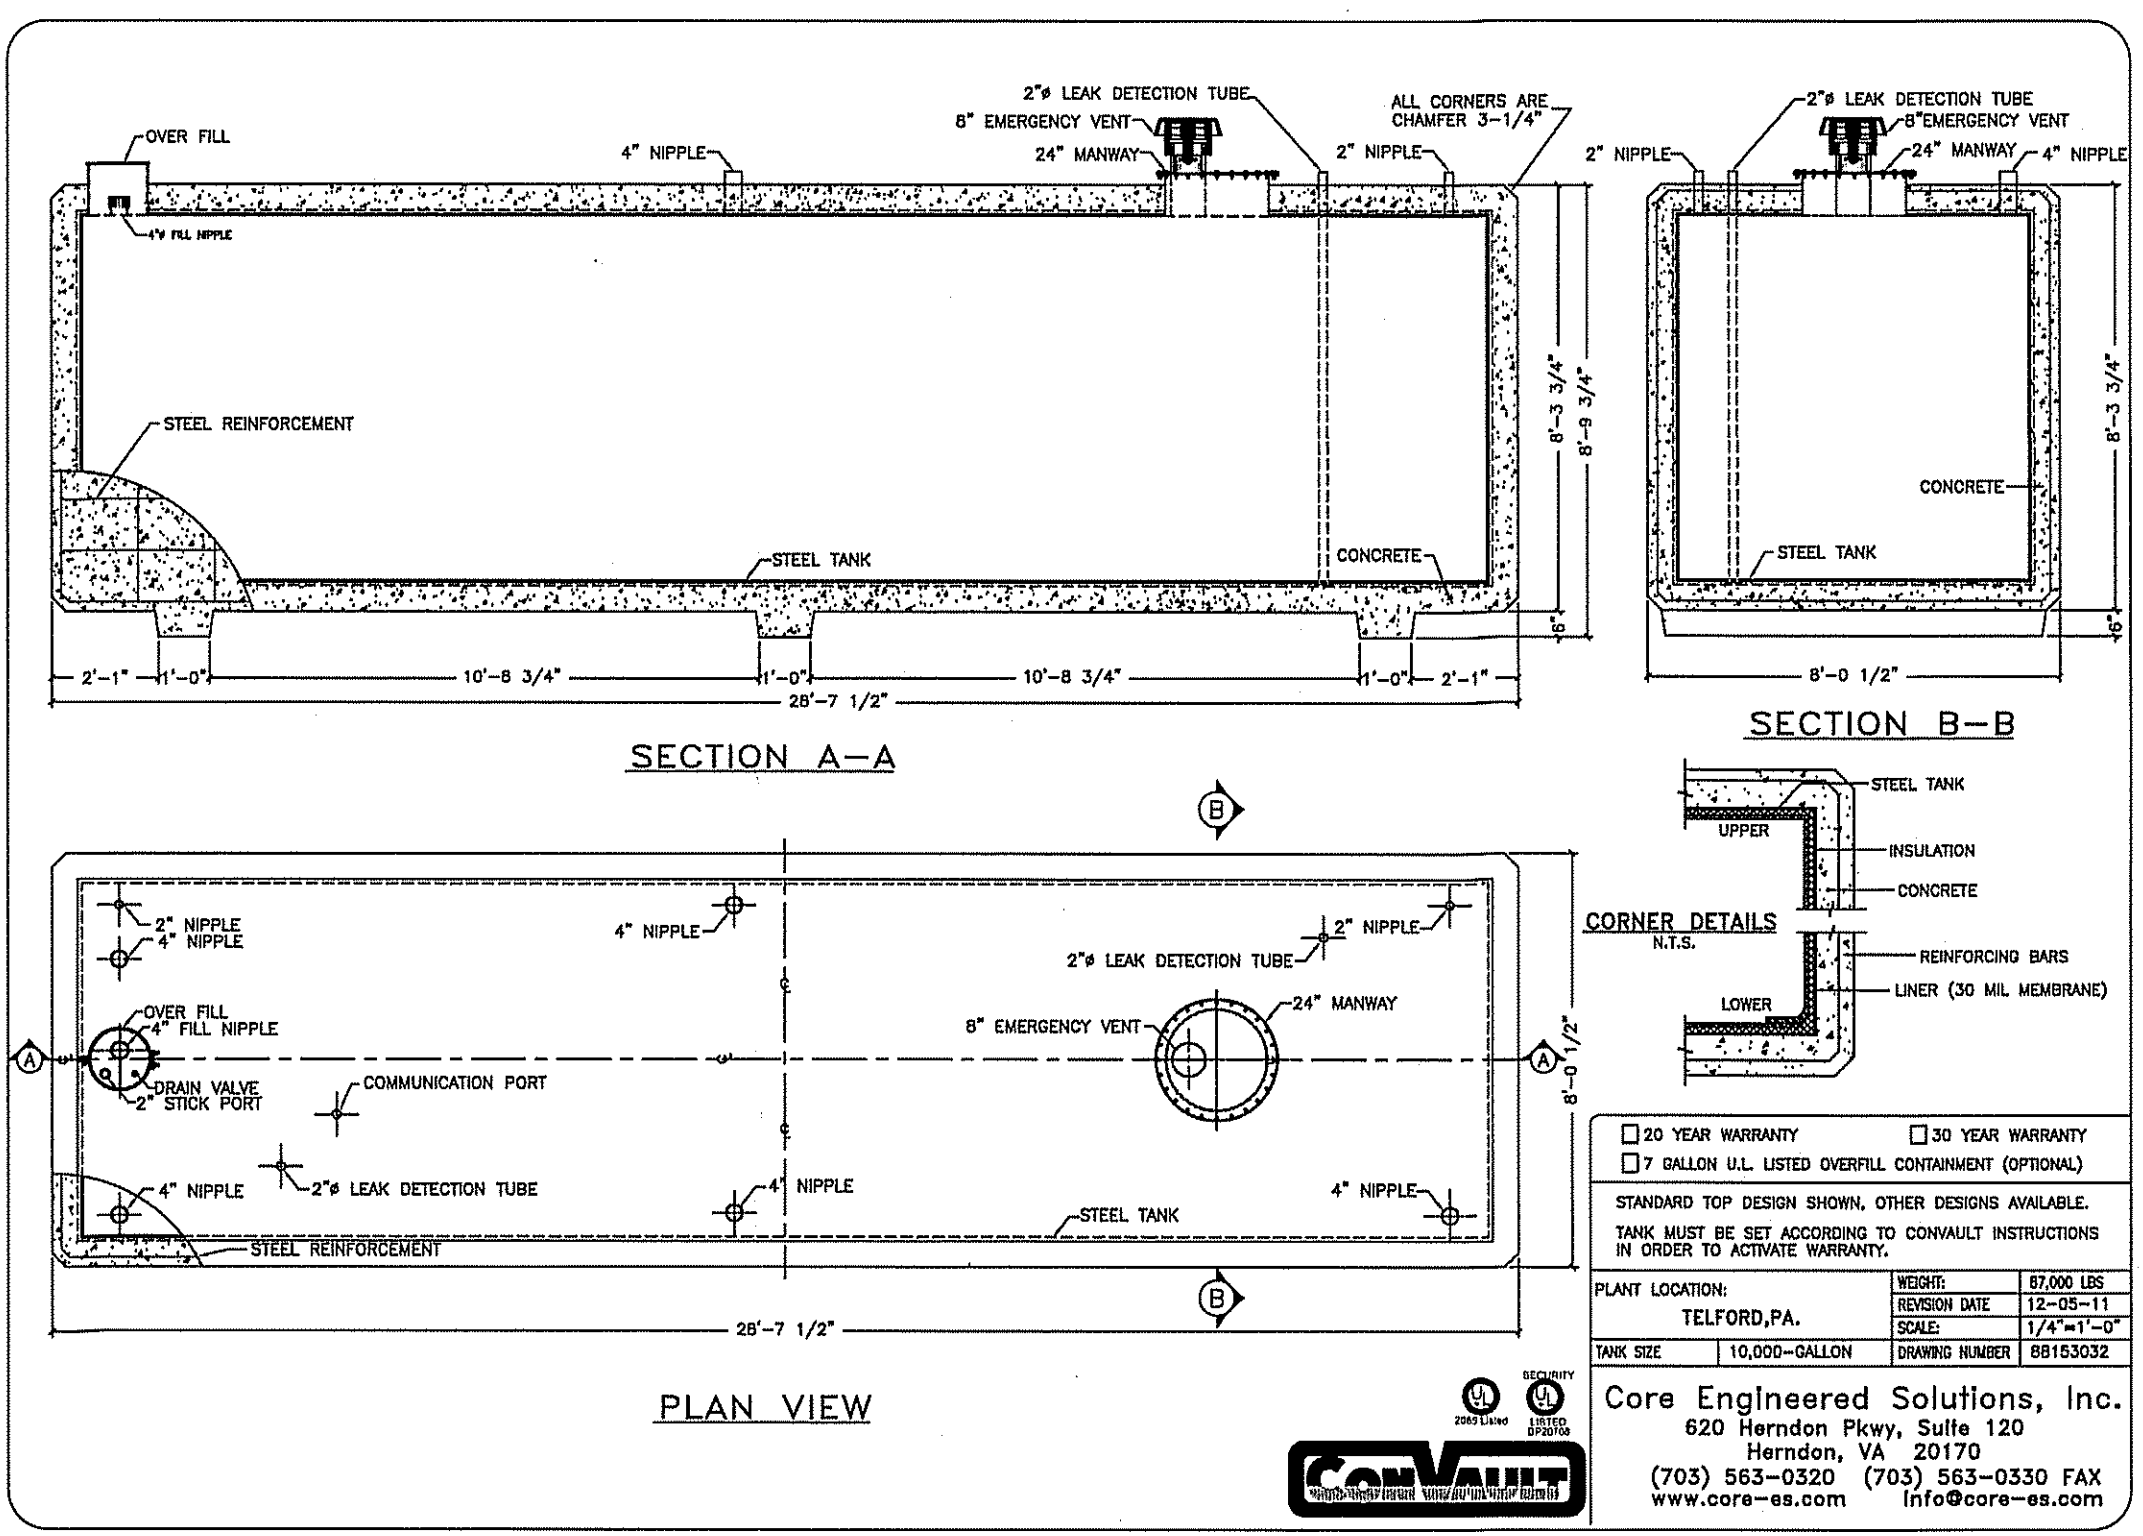 OVER FILL
4"ø FILL NIPPLE
4" NIPPLE
2"ø LEAK DETECTION TUBE
8" EMERGENCY VENT
24" MANWAY
2" NIPPLE
ALL CORNERS ARE
CHAMFER 3-1/4"
STEEL REINFORCEMENT
STEEL TANK
CONCRETE
8'-3 3/4"
8'-9 3/4"
6"
2'-1"
1'-0"
10'-8 3/4"
1'-0"
10'-8 3/4"
1'-0"
2'-1"
28'-7 1/2"
SECTION A-A
2"ø LEAK DETECTION TUBE
8"EMERGENCY VENT
2" NIPPLE
24" MANWAY
4" NIPPLE
CONCRETE
STEEL TANK
8'-3 3/4"
6"
8'-0 1/2"
SECTION B-B
STEEL TANK
UPPER
INSULATION
CONCRETE
CORNER DETAILS
N.T.S.
REINFORCING BARS
LOWER
LINER (30 MIL MEMBRANE)
B
2" NIPPLE
4" NIPPLE
4" NIPPLE
2" NIPPLE
2"ø LEAK DETECTION TUBE
OVER FILL
4" FILL NIPPLE
24" MANWAY
8" EMERGENCY VENT
A
A
DRAIN VALVE
2" STICK PORT
COMMUNICATION PORT
8'-0 1/2"
4" NIPPLE
2"ø LEAK DETECTION TUBE
4" NIPPLE
4" NIPPLE
STEEL TANK
STEEL REINFORCEMENT
B
28'-7 1/2"
PLAN VIEW
20 YEAR WARRANTY
30 YEAR WARRANTY
7 GALLON U.L. LISTED OVERFILL CONTAINMENT (OPTIONAL)
STANDARD TOP DESIGN SHOWN, OTHER DESIGNS AVAILABLE.
TANK MUST BE SET ACCORDING TO CONVAULT INSTRUCTIONS
IN ORDER TO ACTIVATE WARRANTY.
PLANT LOCATION:
TELFORD,PA.
WEIGHT: 87,000 LBS
REVISION DATE 12-05-11
SCALE: 1/4"=1'-0"
TANK SIZE 10,000-GALLON
DRAWING NUMBER 88153032
UL
2085 Listed
SECURITY
UL
LISTED
DP20708
CONVAULT
Core Engineered Solutions, Inc.
620 Herndon Pkwy, Suite 120
Herndon, VA 20170
(703) 563-0320 (703) 563-0330 FAX
www.core-es.com info@core-es.com